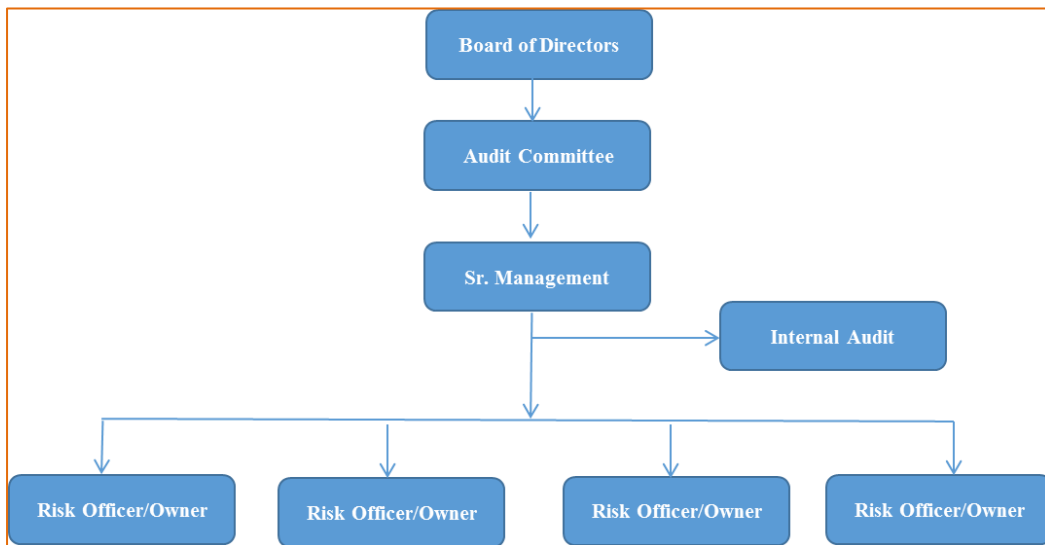 Board of Directors
Audit Committee
Sr. Management
Internal Audit
Risk Officer/Owner
Risk Officer/Owner
Risk Officer/Owner
Risk Officer/Owner